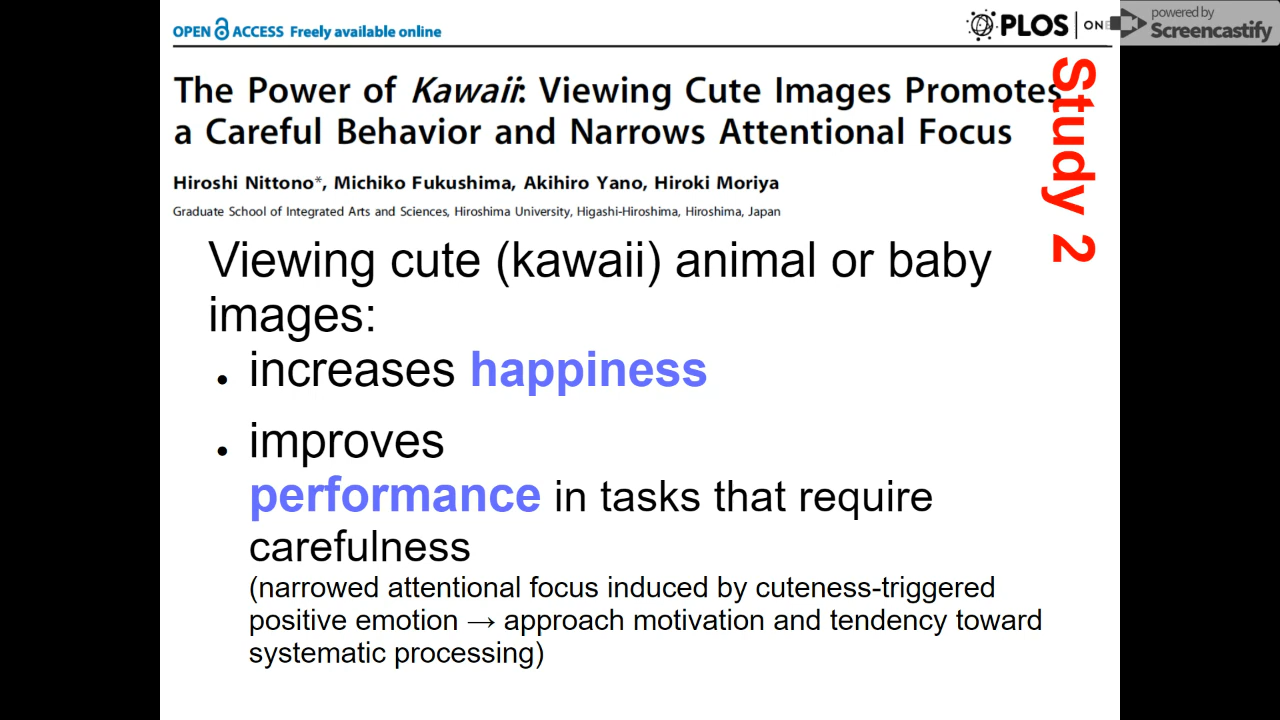 OPEN ACCESS Freely available online
PLOS | ONE
powered by
Screencastify
The Power of Kawaii: Viewing Cute Images Promotes
a Careful Behavior and Narrows Attentional Focus
Study 2
Hiroshi Nittono*, Michiko Fukushima, Akihiro Yano, Hiroki Moriya
Graduate School of Integrated Arts and Sciences, Hiroshima University, Higashi-Hiroshima, Hiroshima, Japan
Viewing cute (kawaii) animal or baby
images:
• increases happiness
• improves
performance in tasks that require
carefulness
(narrowed attentional focus induced by cuteness-triggered
positive emotion → approach motivation and tendency toward
systematic processing)